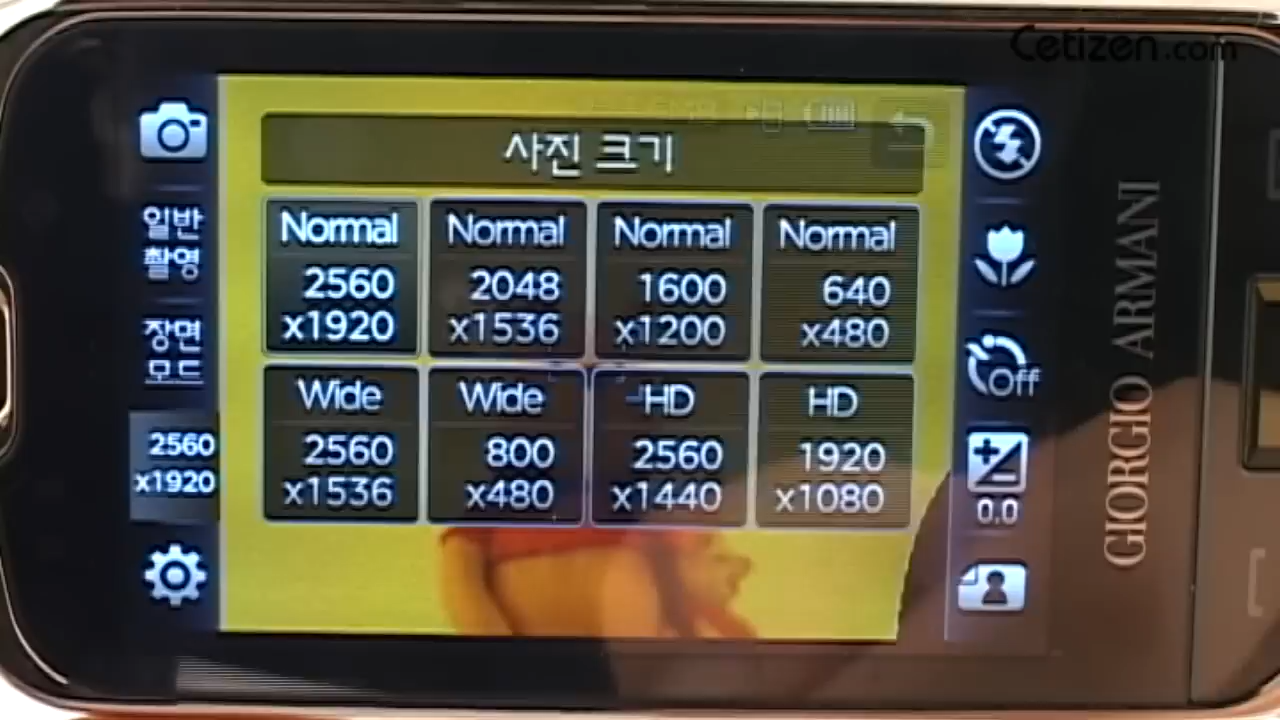 Cetizen.com
사진 크기
일반
촬영
장면
모드
2560
x1920
Normal
2560
x1920
Normal
2048
x1536
Normal
1600
x1200
Normal
640
x480
Wide
2560
x1536
Wide
800
x480
HD
2560
x1440
HD
1920
x1080
Off
0.0
GIORGIO ARMANI